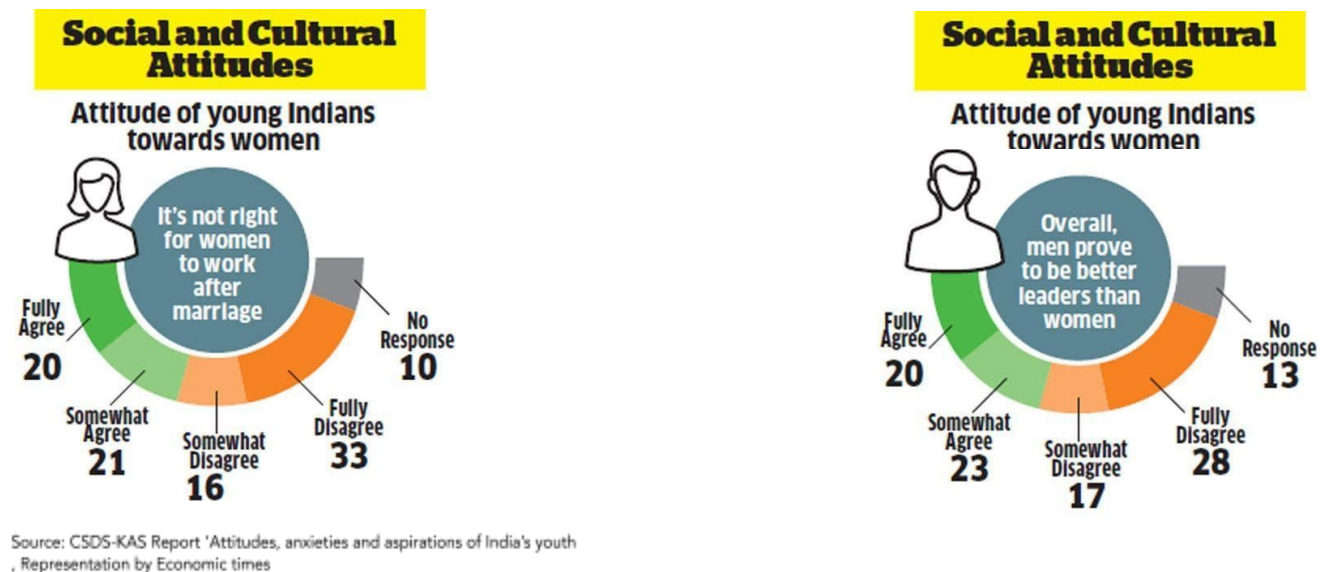 Social and Cultural
Attitudes
Attitude of young Indians
towards women
It's not right
for women
to work
after
marriage
Fully
Agree
20
Somewhat
Agree
21
Somewhat
Disagree
16
Fully
Disagree
33
No
Response
10
Source: CSDS-KAS Report 'Attitudes, anxieties and aspirations of India's youth
, Representation by Economic times
Social and Cultural
Attitudes
Attitude of young Indians
towards women
Overall,
men prove
to be better
leaders than
women
Fully
Agree
20
Somewhat
Agree
23
Somewhat
Disagree
17
Fully
Disagree
28
No
Response
13